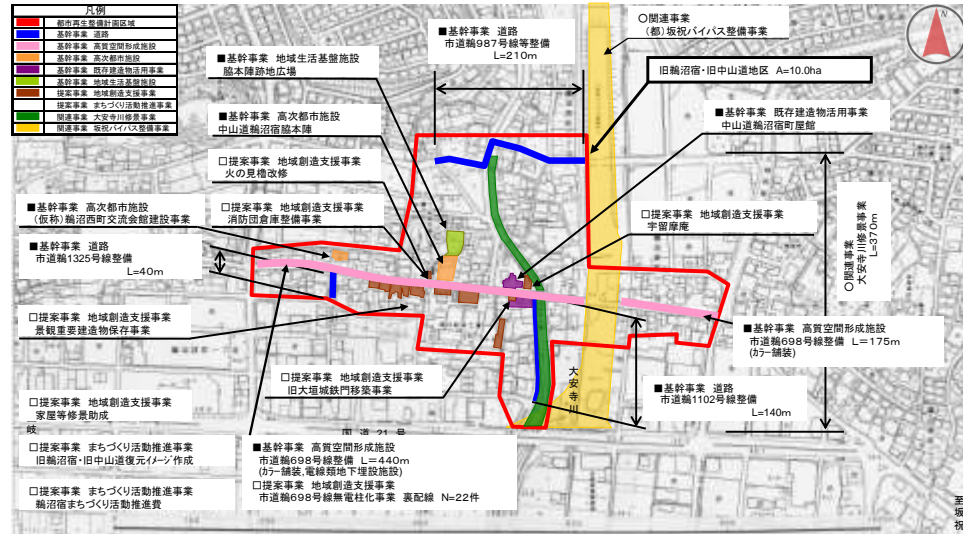 凡例
都市再生整備計画区域
基幹事業 道路
基幹事業 高質空間形成施設
基幹事業 高次都市施設
基幹事業 既存建造物活用事業
基幹事業 地域生活基盤施設
提案事業 地域創造支援事業
提案事業 まちづくり活動推進事業
関連事業 大安寺川修景事業
関連事業 坂祝バイパス整備事業
■基幹事業 道路
市道鵜987号線等整備
L=210m
○関連事業
(都)坂祝バイパス整備事業
N
■基幹事業 地域生活基盤施設
脇本陣跡地広場
旧鵜沼宿・旧中山道地区 A=10.0ha
■基幹事業 高次都市施設
中山道鵜沼宿脇本陣
■基幹事業 既存建造物活用事業
中山道鵜沼宿町屋館
□提案事業 地域創造支援事業
火の見櫓改修
■基幹事業 高次都市施設
(仮称)鵜沼西町交流会館建設事業
□提案事業 地域創造支援事業
消防団倉庫整備事業
□提案事業 地域創造支援事業
宇留摩庵
■基幹事業 道路
市道鵜1325号線整備
L=40m
○関連事業
大安寺川修景事業
L=370m
□提案事業 地域創造支援事業
景観重要建造物保存事業
■基幹事業 高質空間形成施設
市道鵜698号線整備 L=175m
(カラー舗装)
□提案事業 地域創造支援事業
旧大垣城鉄門移築事業
大安寺川
■基幹事業 道路
市道鵜1102号線整備
L=140m
□提案事業 地域創造支援事業
家屋等修景助成
岐
国道21号
□提案事業 まちづくり活動推進事業
旧鵜沼宿・旧中山道復元イメージ作成
■基幹事業 高質空間形成施設
市道鵜698号線整備 L=440m
(カラー舗装、電線類地下埋設施設)
□提案事業 地域創造支援事業
市道鵜698号線無電柱化事業 裏配線 N=22件
□提案事業 まちづくり活動推進事業
鵜沼宿まちづくり活動推進費
至坂祝